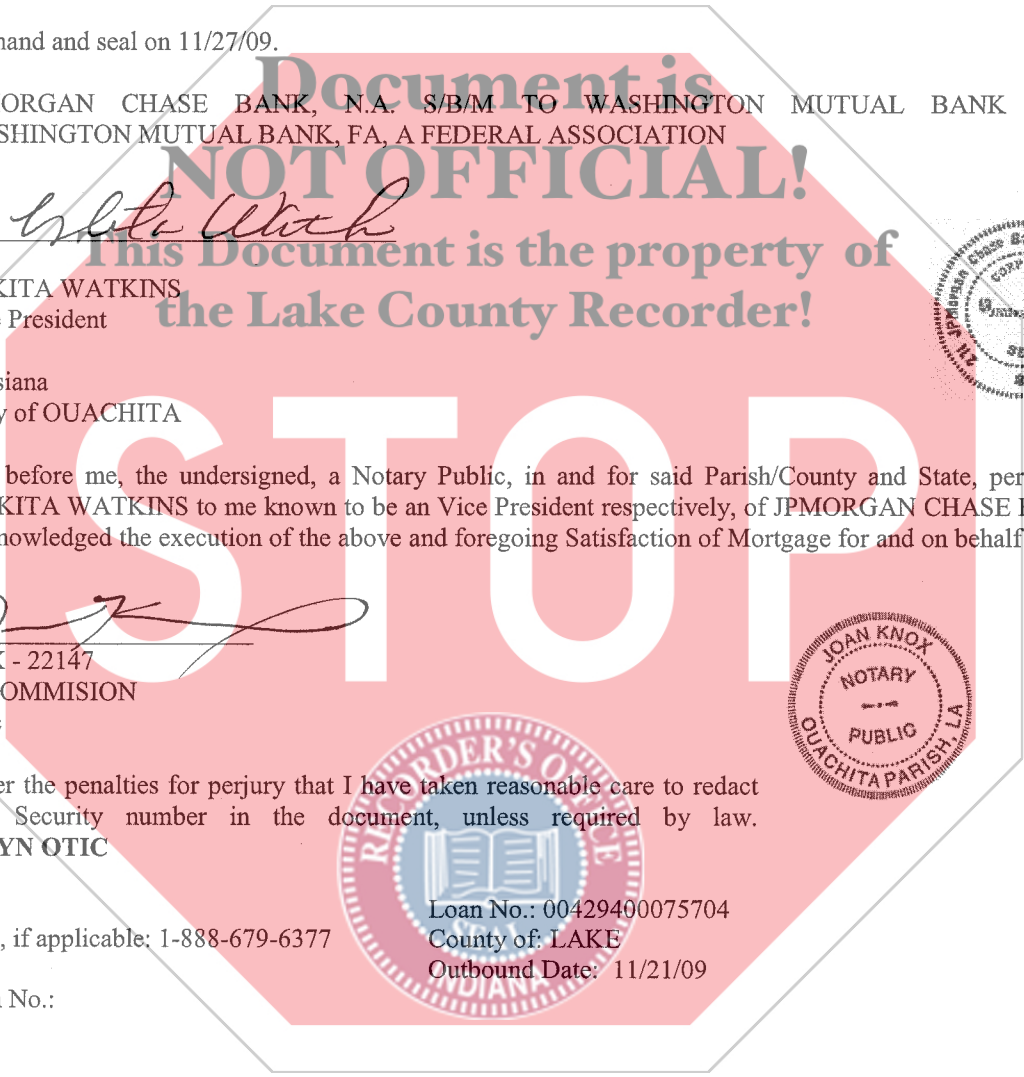 hand and seal on 11/27/09.
Document is
ORGAN CHASE BANK, N.A. S/B/M TO WASHINGTON MUTUAL BANK
SHINGTON MUTUAL BANK, FA, A FEDERAL ASSOCIATION
NOT OFFICIAL!
This Document is the property of
KITA WATKINS
President
the Lake County Recorder!
JPMorgan Chase
siana
y of OUACHITA
STOP
before me, the undersigned, a Notary Public, in and for said Parish/County and State, per
KITA WATKINS to me known to be an Vice President respectively, of JPMORGAN CHASE
nowledged the execution of the above and foregoing Satisfaction of Mortgage for and on behalf
- 22147
OMMISION
JOAN KNOX
NOTARY
PUBLIC
OUACHITA PARISH, LA
er the penalties for perjury that I have taken reasonable care to redact
Security number in the document, unless required by law.
YN OTIC
RECORDER'S OFFICE
SEAL
INDIANA
Loan No.: 00429400075704
, if applicable: 1-888-679-6377
County of: LAKE
Outbound Date: 11/21/09
No.: